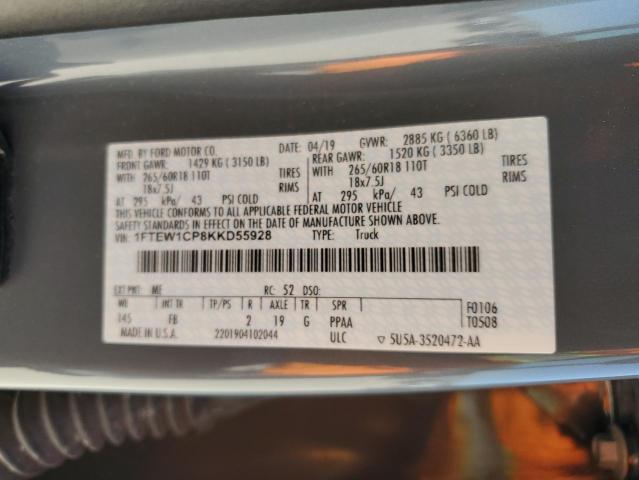 MFD. BY FORD MOTOR CO.
DATE: 04/19 GVWR: 2885 KG ( 6360 LB)
FRONT GAWR: 1429 KG ( 3150 LB)
REAR GAWR: 1520 KG ( 3350 LB)
WITH 265/60R18 110T TIRES
WITH 265/60R18 110T TIRES
18x7.5J RIMS
18x7.5J RIMS
AT 295 kPa/ 43 PSI COLD
AT 295 kPa/ 43 PSI COLD
THIS VEHICLE CONFORMS TO ALL APPLICABLE FEDERAL MOTOR VEHICLE
SAFETY STANDARDS IN EFFECT ON THE DATE OF MANUFACTURE SHOWN ABOVE.
VIN: 1FTEW1CP8KKD55928 TYPE: Truck
EXT PNT: ME RC: 52 DSO:
WB INT TR TP/PS R AXLE TR SPR
145 FB 2 19 G PPAA
F0106
T0508
MADE IN U.S.A. 2201904102044 ULC ▽ 5U5A-3520472-AA